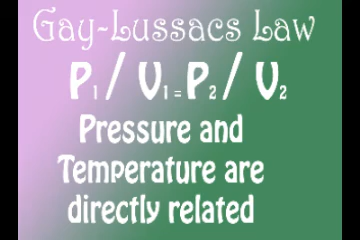 Gay-Lussacs Law
P1 / V1 = P2 / V2
Pressure and
Temperature are
directly related